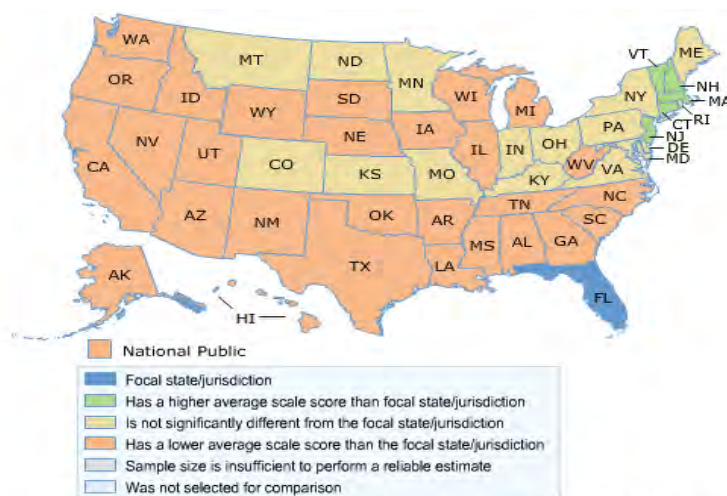 WA
MT
ND
MN
ME
VT
NH
MA
RI
CT
NJ
DE
MD
OR
ID
WY
SD
WI
MI
NY
PA
NV
UT
CO
NE
IA
IL
IN
OH
WV
VA
CA
KS
MO
KY
NC
AZ
NM
OK
AR
TN
SC
TX
LA
MS
AL
GA
FL
AK
HI
National Public
Focal state/jurisdiction
Has a higher average scale score than focal state/jurisdiction
Is not significantly different from the focal state/jurisdiction
Has a lower average scale score than the focal state/jurisdiction
Sample size is insufficient to perform a reliable estimate
Was not selected for comparison